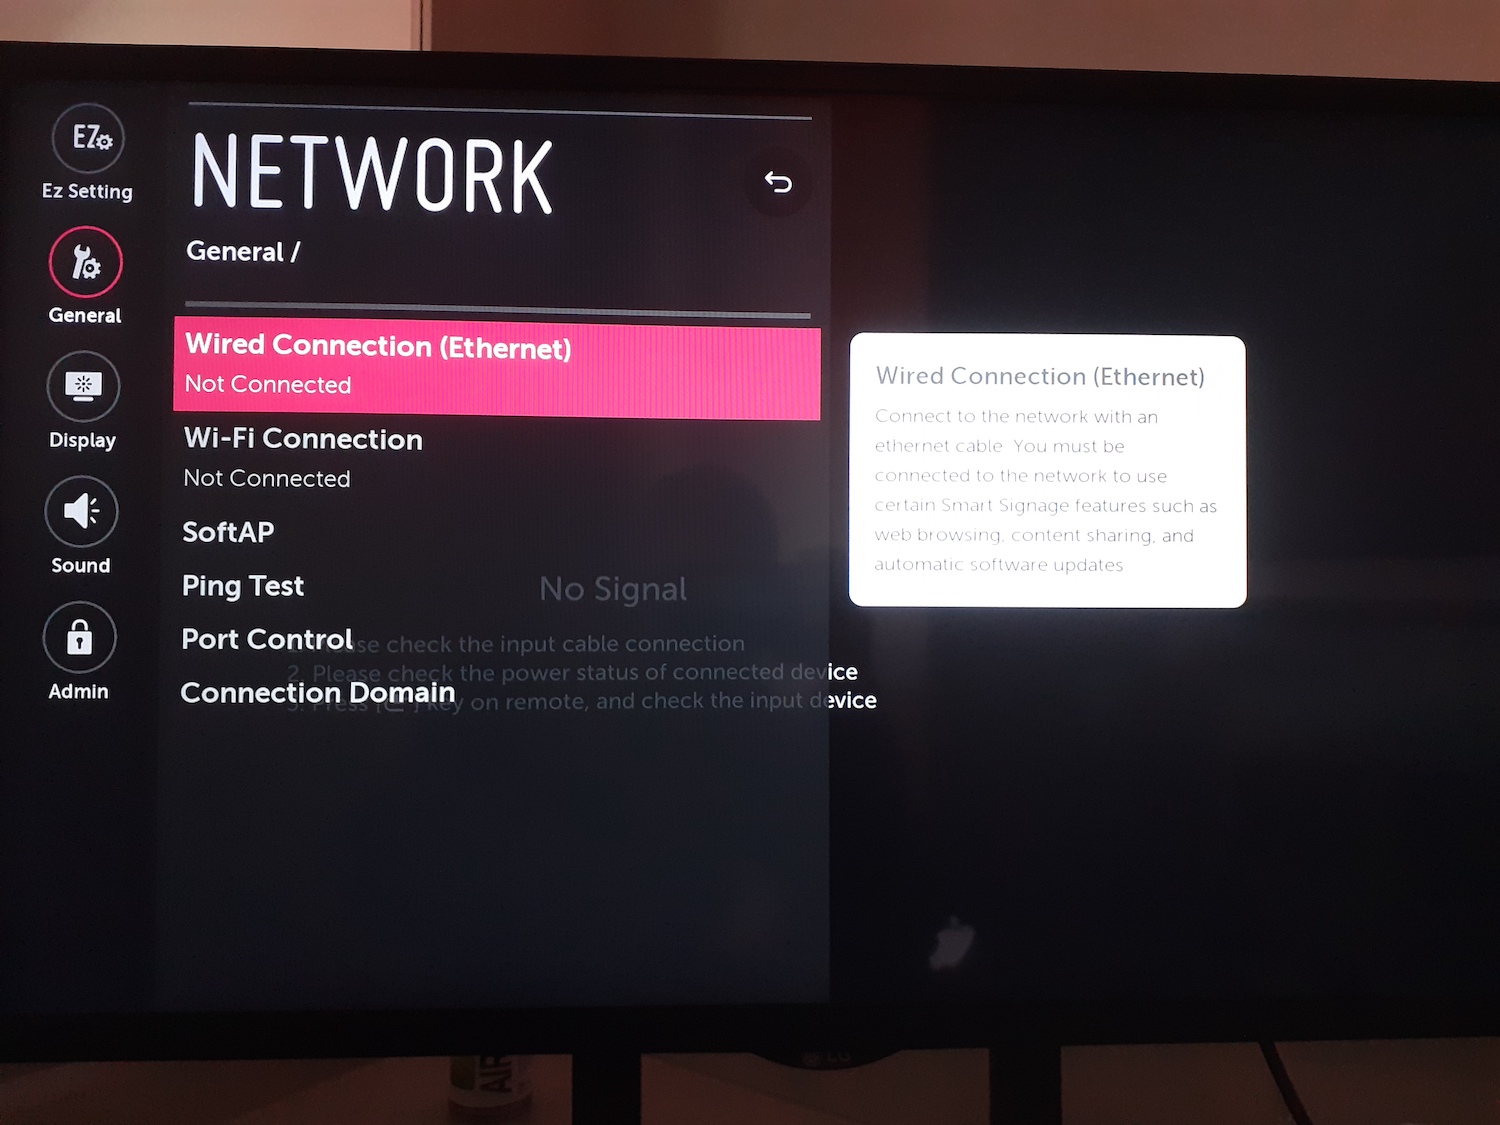 EZ
Ez Setting
General
Display
Sound
Admin
NETWORK
General /
Wired Connection (Ethernet)
Not Connected
Wi-Fi Connection
Not Connected
SoftAP
Ping Test
Port Control
Connection Domain
No Signal
1. Please check the input cable connection
2. Please check the power status of connected device
3. Press [ ] key on remote, and check the input device
Wired Connection (Ethernet)
Connect to the network with an
ethernet cable. You must be
connected to the network to use
certain Smart Signage features such as
web browsing, content sharing, and
automatic software updates.
LG
AIR